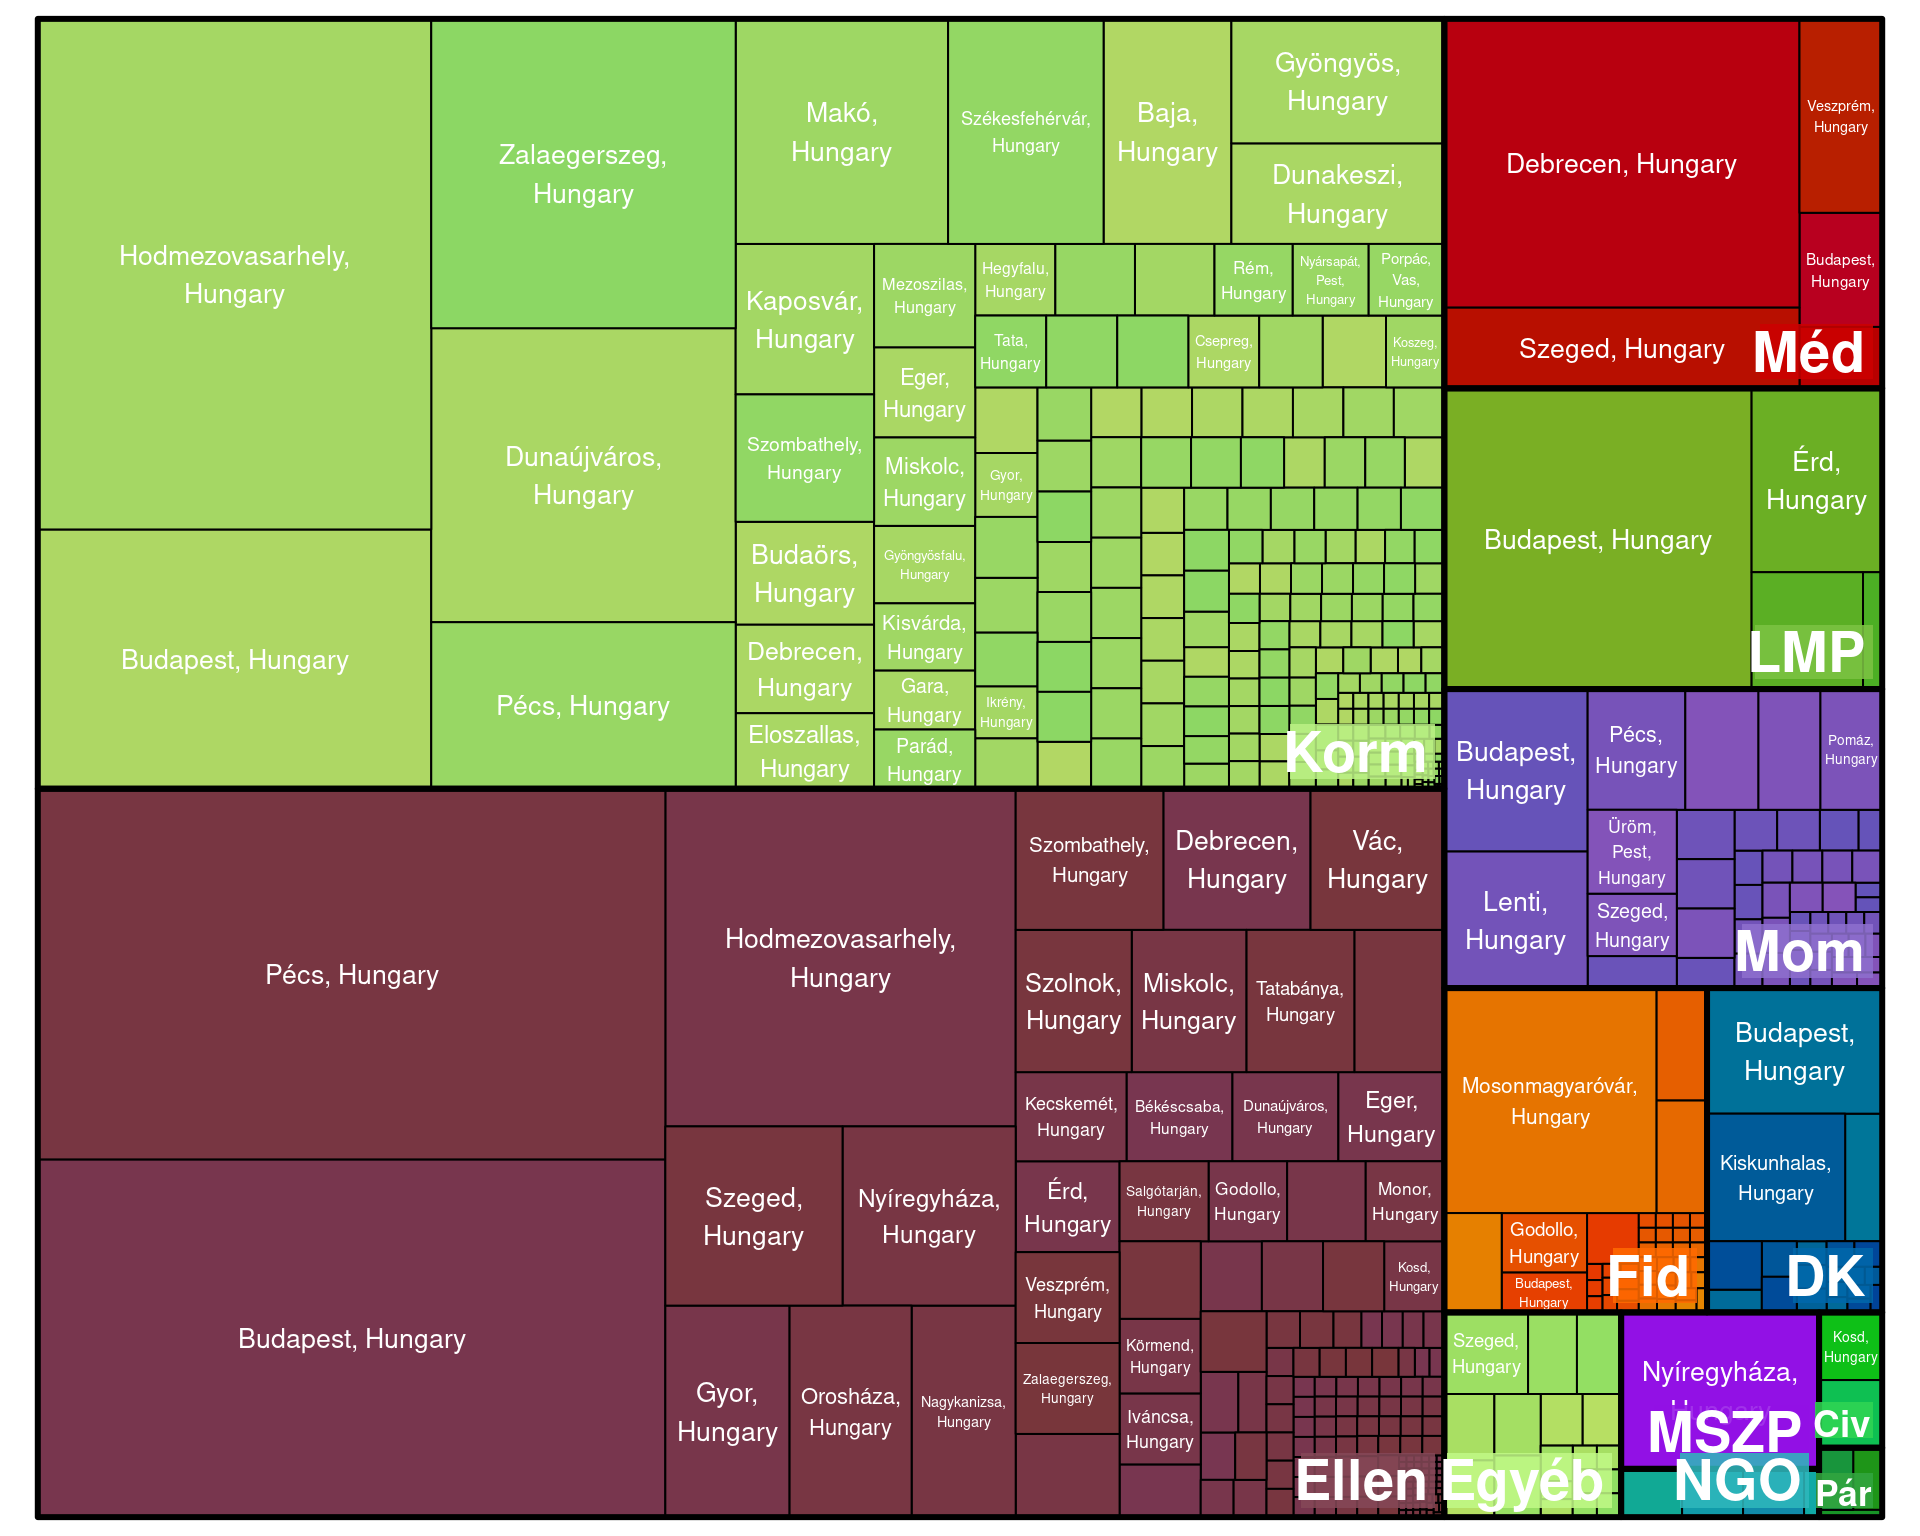 Hodmezovasarhely,
Hungary
Budapest, Hungary
Zalaegerszeg,
Hungary
Dunaújváros,
Hungary
Pécs, Hungary
Makó,
Hungary
Székesfehérvár,
Hungary
Baja,
Hungary
Gyöngyös,
Hungary
Dunakeszi,
Hungary
Kaposvár,
Hungary
Szombathely,
Hungary
Budaörs,
Hungary
Debrecen,
Hungary
Eloszallas,
Hungary
Mezoszilas,
Hungary
Eger,
Hungary
Miskolc,
Hungary
Gyöngyösfalu,
Hungary
Kisvárda,
Hungary
Gara,
Hungary
Parád,
Hungary
Hegyfalu,
Hungary
Rém,
Hungary
Nyársapát,
Pest,
Hungary
Porpác,
Vas,
Hungary
Tata,
Hungary
Csepreg,
Hungary
Koszeg,
Hungary
Gyor,
Hungary
Ikrény,
Hungary
Korm
Pécs, Hungary
Budapest, Hungary
Hodmezovasarhely,
Hungary
Szeged,
Hungary
Nyíregyháza,
Hungary
Gyor,
Hungary
Orosháza,
Hungary
Nagykanizsa,
Hungary
Szombathely,
Hungary
Debrecen,
Hungary
Vác,
Hungary
Szolnok,
Hungary
Miskolc,
Hungary
Tatabánya,
Hungary
Kecskemét,
Hungary
Békéscsaba,
Hungary
Dunaújváros,
Hungary
Eger,
Hungary
Érd,
Hungary
Veszprém,
Hungary
Zalaegerszeg,
Hungary
Salgótarján,
Hungary
Godollo,
Hungary
Monor,
Hungary
Kosd,
Hungary
Körmend,
Hungary
Iváncsa,
Hungary
Ellen
Debrecen, Hungary
Szeged, Hungary
Veszprém,
Hungary
Budapest,
Hungary
Méd
Budapest, Hungary
Érd,
Hungary
LMP
Budapest,
Hungary
Lenti,
Hungary
Pécs,
Hungary
Pomáz,
Hungary
Üröm,
Pest,
Hungary
Szeged,
Hungary
Mom
Mosonmagyaróvár,
Hungary
Godollo,
Hungary
Budapest,
Hungary
Fid
Budapest,
Hungary
Kiskunhalas,
Hungary
DK
Szeged,
Hungary
Egyéb
Nyíregyháza,
Hungary
MSZP
NGO
Kosd,
Hungary
Civ
Pár